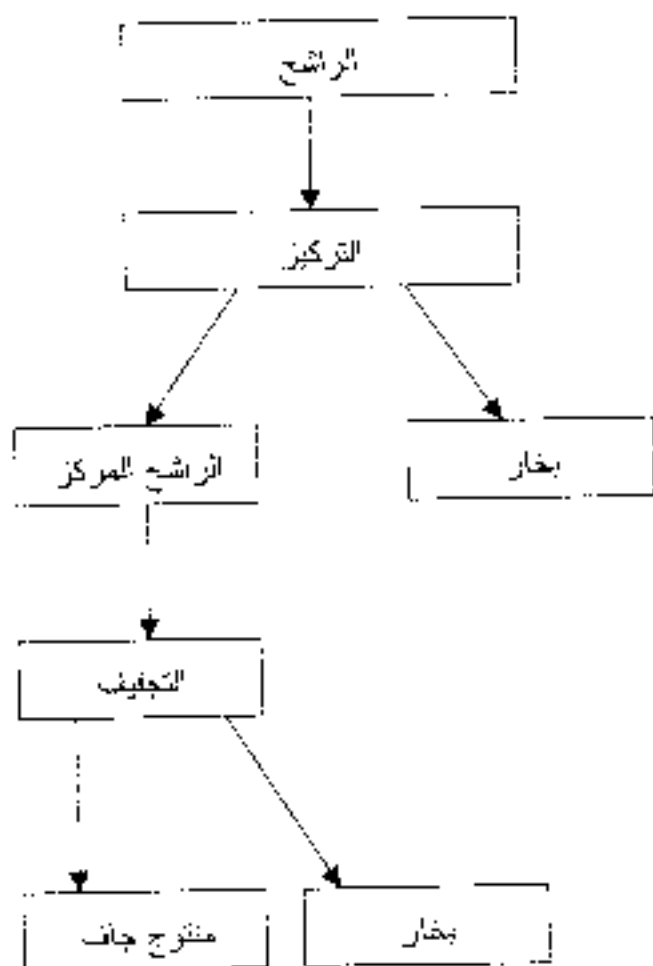 الراشح
التركيز
الراشح المركز
بخار
التجفيف
منتوج جاف
بخار